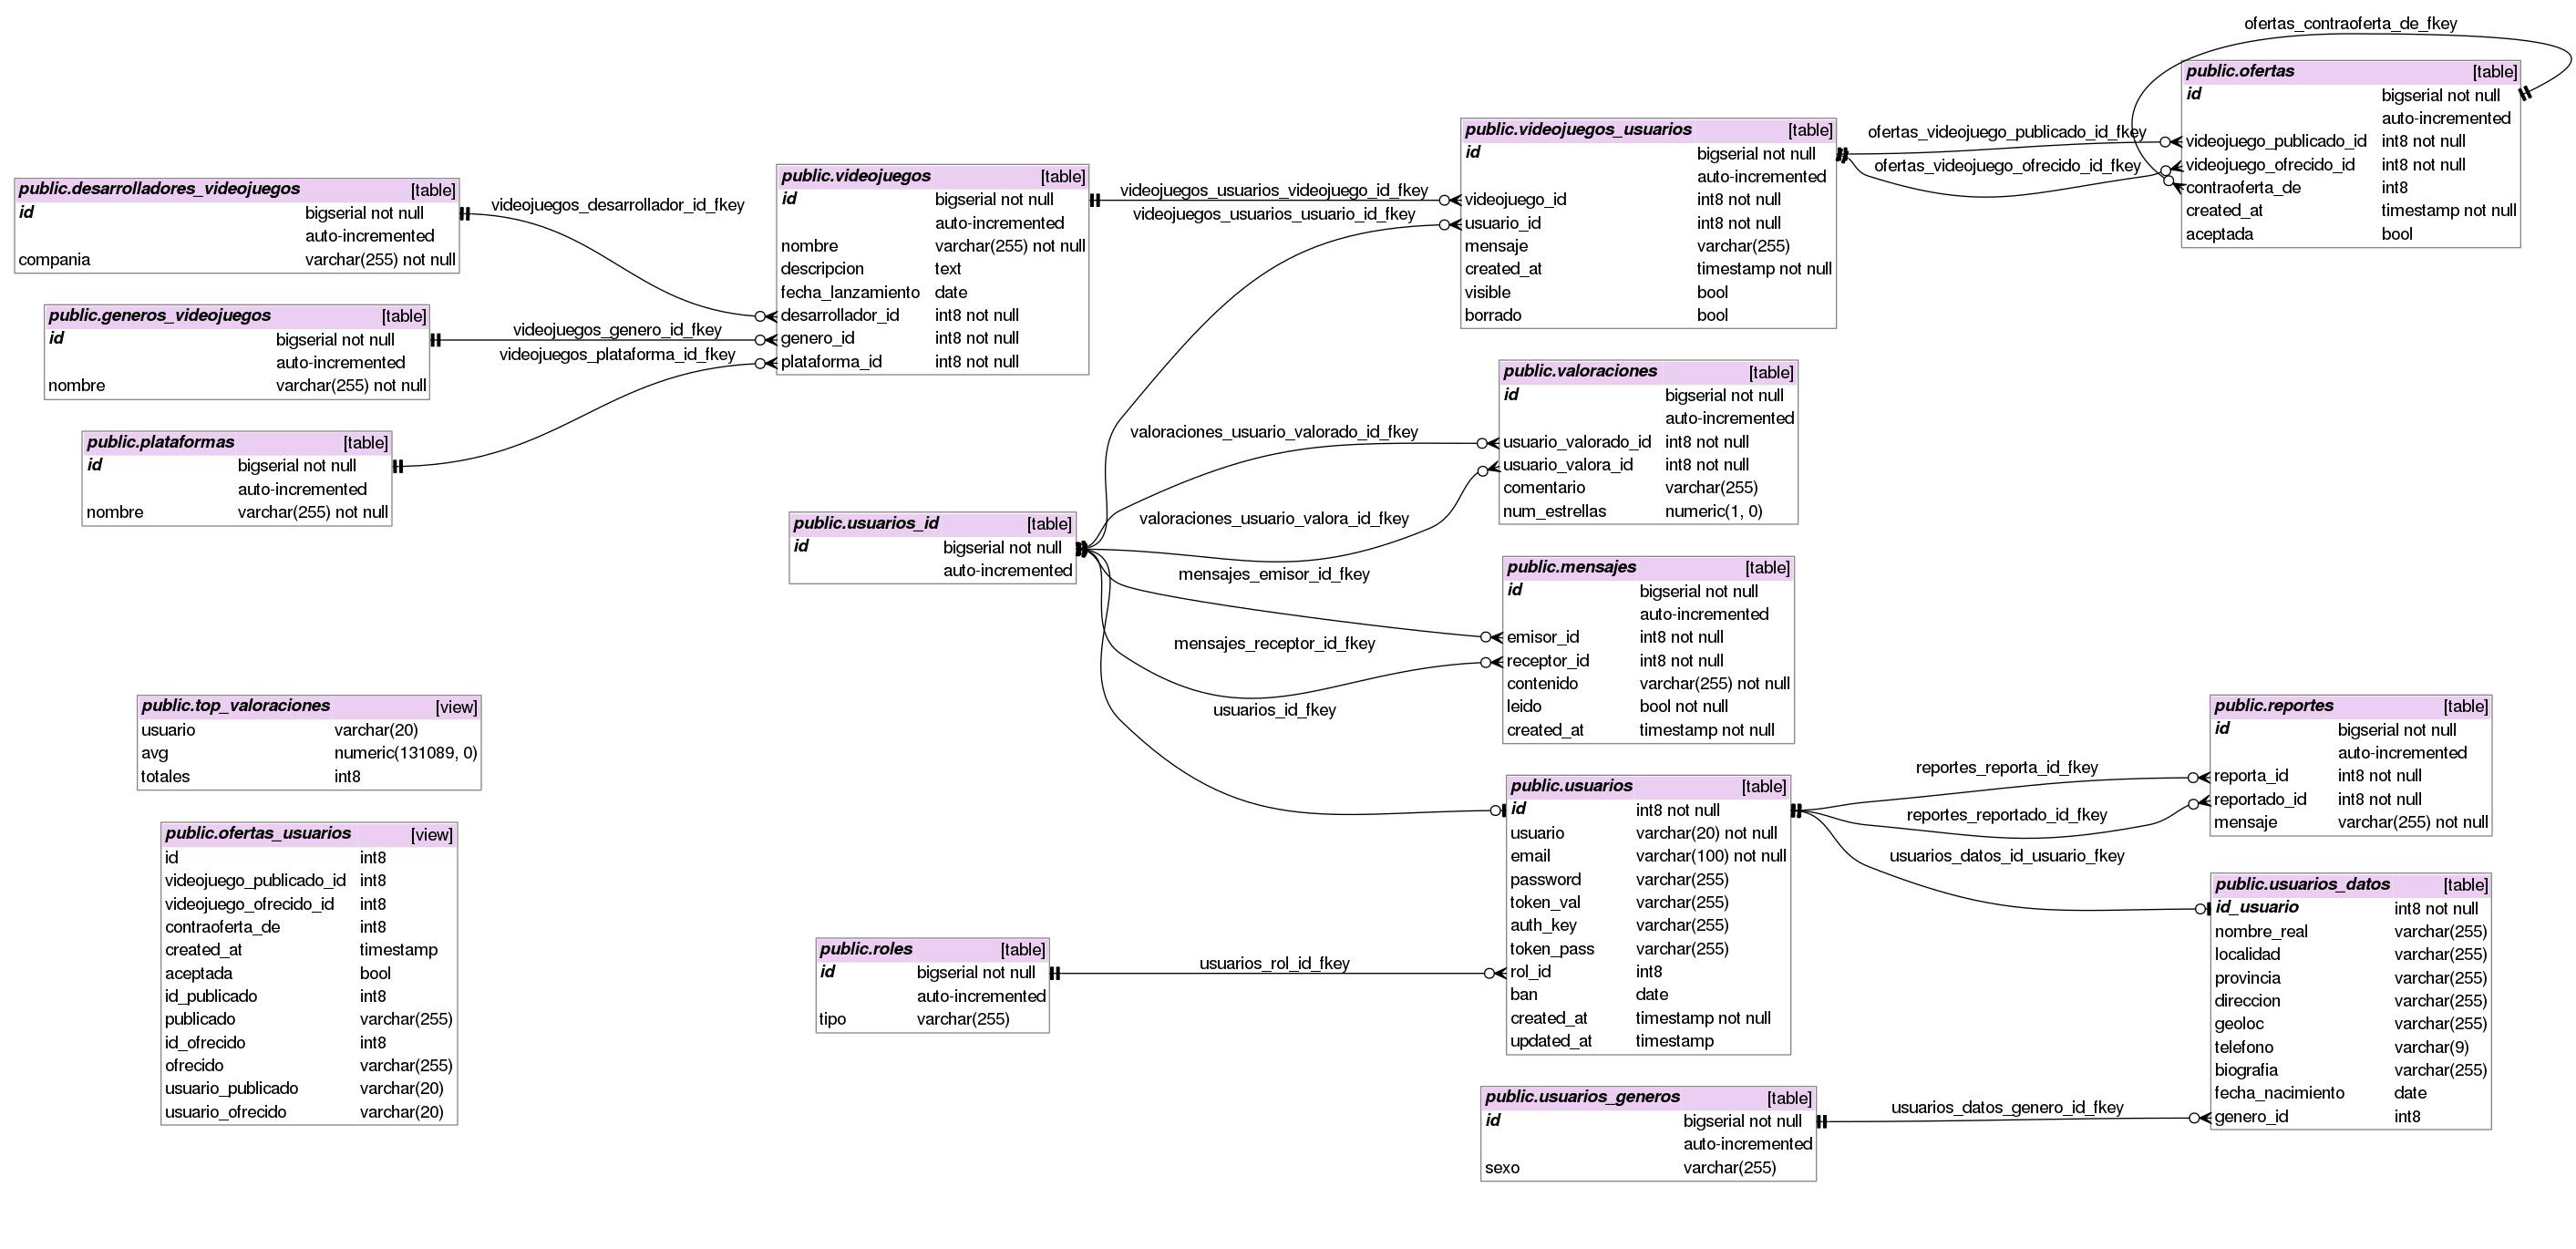 ofertas_contraoferta_de_fkey
public.ofertas [table]
id bigserial not null
auto-incremented
videojuego_publicado_id int8 not null
videojuego_ofrecido_id int8 not null
contraoferta_de int8
created_at timestamp not null
aceptada bool
ofertas_videojuego_publicado_id_fkey
ofertas_videojuego_ofrecido_id_fkey
public.videojuegos_usuarios [table]
id bigserial not null
auto-incremented
videojuego_id int8 not null
usuario_id int8 not null
mensaje varchar(255)
created_at timestamp not null
visible bool
borrado bool
videojuegos_usuarios_videojuego_id_fkey
videojuegos_usuarios_usuario_id_fkey
public.videojuegos [table]
id bigserial not null
auto-incremented
nombre varchar(255) not null
descripcion text
fecha_lanzamiento date
desarrollador_id int8 not null
genero_id int8 not null
plataforma_id int8 not null
public.desarrolladores_videojuegos [table]
id bigserial not null
auto-incremented
compania varchar(255) not null
videojuegos_desarrollador_id_fkey
public.generos_videojuegos [table]
id bigserial not null
auto-incremented
nombre varchar(255) not null
videojuegos_genero_id_fkey
videojuegos_plataforma_id_fkey
public.plataformas [table]
id bigserial not null
auto-incremented
nombre varchar(255) not null
public.valoraciones [table]
id bigserial not null
auto-incremented
usuario_valorado_id int8 not null
usuario_valora_id int8 not null
comentario varchar(255)
num_estrellas numeric(1, 0)
valoraciones_usuario_valorado_id_fkey
valoraciones_usuario_valora_id_fkey
public.usuarios_id [table]
id bigserial not null
auto-incremented
mensajes_emisor_id_fkey
mensajes_receptor_id_fkey
usuarios_id_fkey
public.mensajes [table]
id bigserial not null
auto-incremented
emisor_id int8 not null
receptor_id int8 not null
contenido varchar(255) not null
leido bool not null
created_at timestamp not null
public.top_valoraciones [view]
usuario varchar(20)
avg numeric(131089, 0)
totales int8
public.ofertas_usuarios [view]
id int8
videojuego_publicado_id int8
videojuego_ofrecido_id int8
contraoferta_de int8
created_at timestamp
aceptada bool
id_publicado int8
publicado varchar(255)
id_ofrecido int8
ofrecido varchar(255)
usuario_publicado varchar(20)
usuario_ofrecido varchar(20)
public.roles [table]
id bigserial not null
auto-incremented
tipo varchar(255)
usuarios_rol_id_fkey
public.usuarios [table]
id int8 not null
usuario varchar(20) not null
email varchar(100) not null
password varchar(255)
token_val varchar(255)
auth_key varchar(255)
token_pass varchar(255)
rol_id int8
ban date
created_at timestamp not null
updated_at timestamp
reportes_reporta_id_fkey
reportes_reportado_id_fkey
usuarios_datos_id_usuario_fkey
public.reportes [table]
id bigserial not null
auto-incremented
reporta_id int8 not null
reportado_id int8 not null
mensaje varchar(255) not null
public.usuarios_datos [table]
id_usuario int8 not null
nombre_real varchar(255)
localidad varchar(255)
provincia varchar(255)
direccion varchar(255)
geoloc varchar(255)
telefono varchar(9)
biografia varchar(255)
fecha_nacimiento date
genero_id int8
public.usuarios_generos [table]
id bigserial not null
auto-incremented
sexo varchar(255)
usuarios_datos_genero_id_fkey